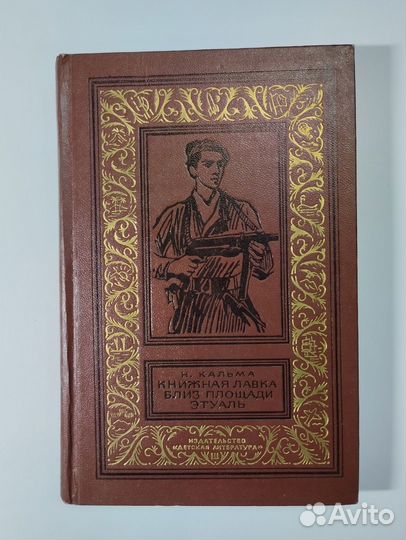 Н. КАЛЬМА
КНИЖНАЯ ЛАВКА
БЛИЗ ПЛОЩАДИ
ЭТУАЛЬ
ИЗДАТЕЛЬСТВО
«ДЕТСКАЯ ЛИТЕРАТУРА»
Avito